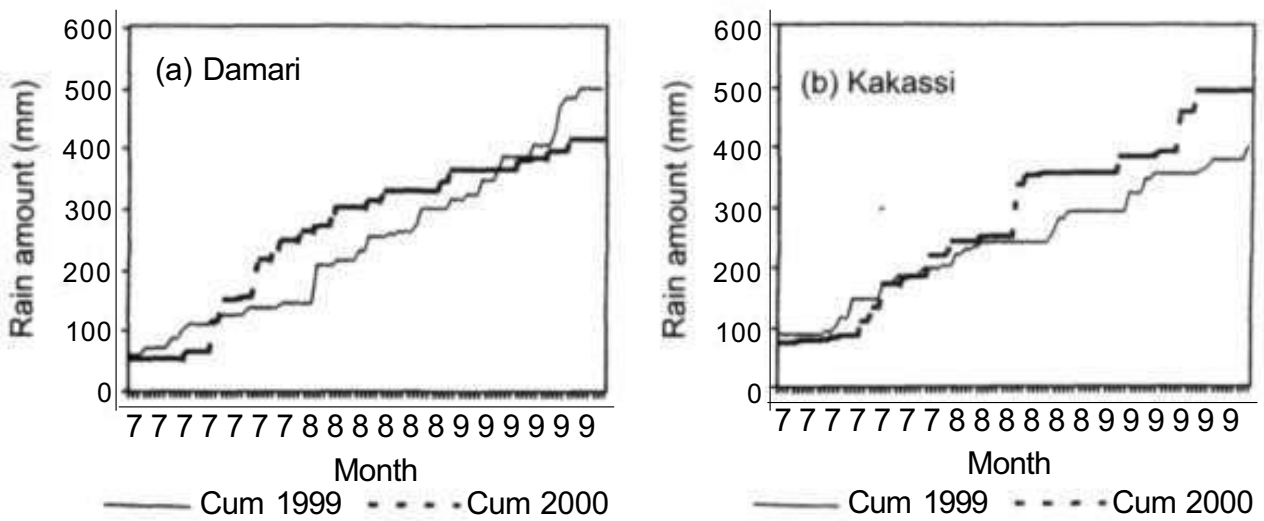 600
500
400
300
200
100
0
Rain amount (mm)
(a) Damari
7 7 7 7 7 7 7 8 8 8 8 8 8 9 9 9 9 9 9
Month
Cum 1999 Cum 2000
600
500
400
300
200
100
0
Rain amount (mm)
(b) Kakassi
7 7 7 7 7 7 7 8 8 8 8 8 8 9 9 9 9 9 9
Month
Cum 1999 Cum 2000